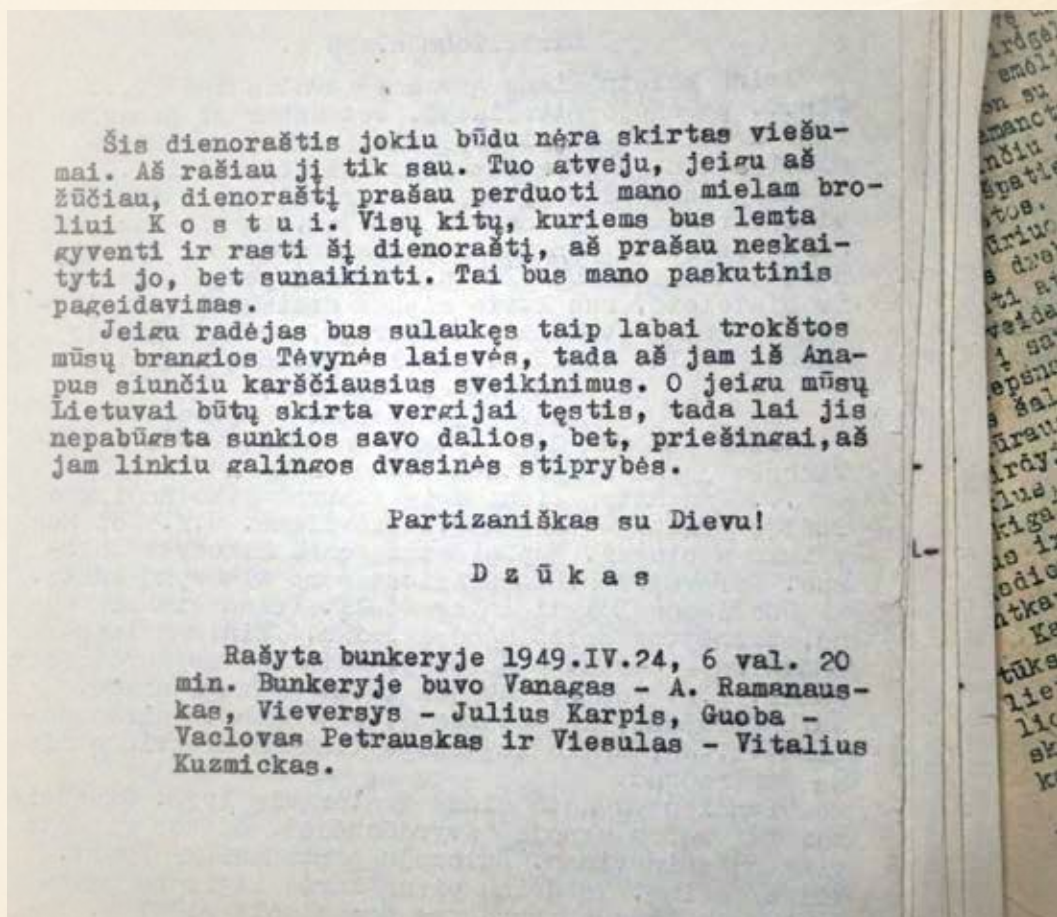 Šis dienoraštis jokiu būdu nėra skirtas viešu-
mai. Aš rašiau jį tik sau. Tuo atveju, jeigu aš
žūčiau, dienoraštį prašau perduoti mano mielam bro-
liui K o s t u i. Visų kitų, kuriems bus lemta
gyventi ir rasti šį dienoraštį, aš prašau neskai-
tyti jo, bet sunaikinti. Tai bus mano paskutinis
pageidavimas.
Jeigu radėjas bus sulaukęs taip labai trokštos
mūsų brangios Tėvynės laisvės, tada aš jam iš Ana-
pus siunčiu karščiausius sveikinimus. O jeigu mūsų
Lietuvai būtų skirta vergijai tęstis, tada lai jis
nepabūgsta sunkios savo dalios, bet, priešingai,aš
jam linkiu galingos dvasinės stiprybės.
Partizaniškas su Dievu!
D z ū k a s
Rašyta bunkeryje 1949.IV.24, 6 val. 20
min. Bunkeryje buvo Vanagas - A. Ramanaus-
kas, Vieversys - Julius Karpis, Guoba -
Vaclovas Petrauskas ir Viesulas - Vitalius
Kuzmickas.